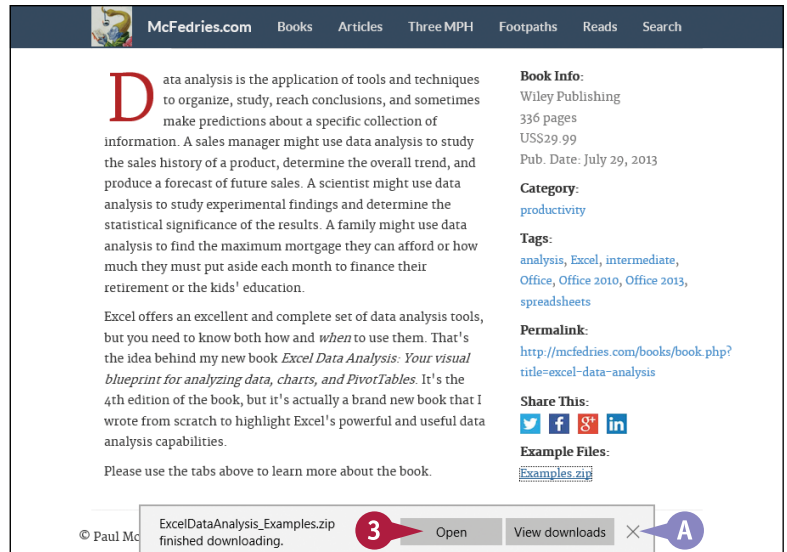 McFedries.com Books Articles Three MPH Footpaths Reads Search
Data analysis is the application of tools and techniques
to organize, study, reach conclusions, and sometimes
make predictions about a specific collection of
information. A sales manager might use data analysis to study
the sales history of a product, determine the overall trend, and
produce a forecast of future sales. A scientist might use data
analysis to study experimental findings and determine the
statistical significance of the results. A family might use data
analysis to find the maximum mortgage they can afford or how
much they must put aside each month to finance their
retirement or the kids' education.
Excel offers an excellent and complete set of data analysis tools,
but you need to know both how and when to use them. That's
the idea behind my new book Excel Data Analysis: Your visual
blueprint for analyzing data, charts, and PivotTables. It's the
4th edition of the book, but it's actually a brand new book that I
wrote from scratch to highlight Excel's powerful and useful data
analysis capabilities.
Please use the tabs above to learn more about the book.
Book Info:
Wiley Publishing
336 pages
US$29.99
Pub. Date: July 29, 2013
Category:
productivity
Tags:
analysis, Excel, intermediate,
Office, Office 2010, Office 2013,
spreadsheets
Permalink:
http://mcfedries.com/books/book.php?
title=excel-data-analysis
Share This:
f g+ in
Example Files:
Examples.zip
© Paul Mc
ExcelDataAnalysis_Examples.zip
finished downloading.
3 Open View downloads A